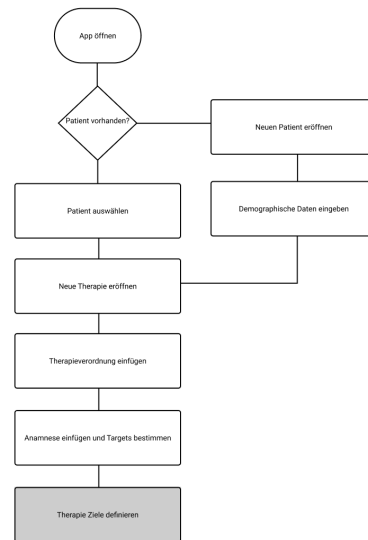 App öffnen
Patient vorhanden?
Neuen Patient eröffnen
Patient auswählen
Demographische Daten eingeben
Neue Therapie eröffnen
Therapieverordnung einfügen
Anamnese einfügen und Targets bestimmen
Therapie Ziele definieren